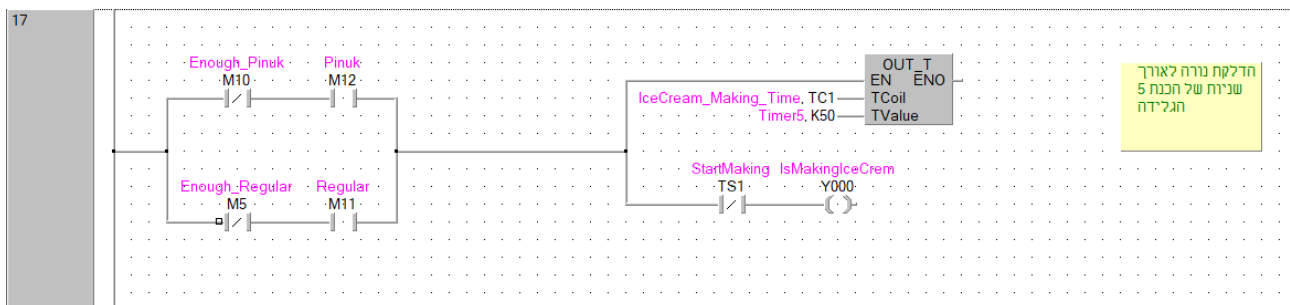 17
Enough_Pinuk Pinuk
M10 M12
OUT_T
EN ENO
IceCream_Making_Time, TC1 TCoil
Timer5, K50 TValue
הדלקת נורה לאורך
5 שניות של הכנת
הגלידה
Enough_Regular Regular
M5 M11
StartMaking IsMakingIceCrem
TS1 Y000